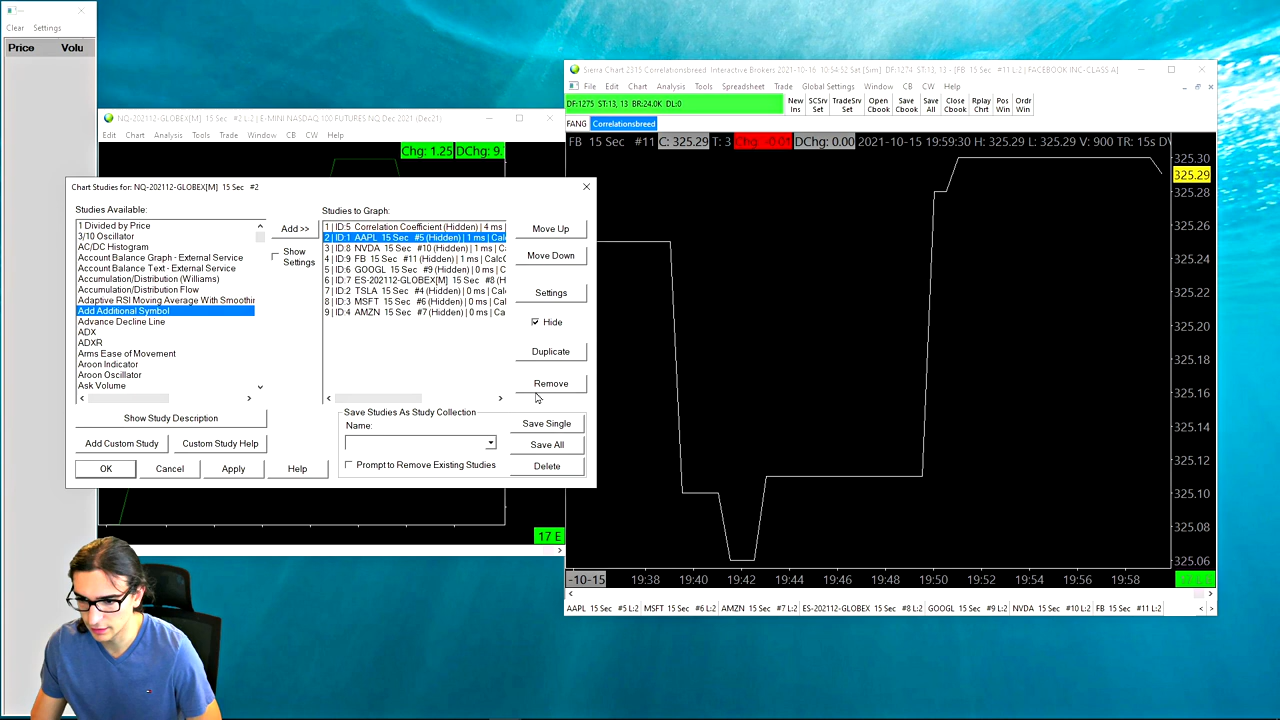 Clear Settings
Price Volu
NQ-202112-GLOBEX[M] 15 Sec #2 L:2 | E-MINI NASDAQ 100 FUTURES NQ Dec 2021 (Dec21)
Edit Chart Analysis Tools Trade Window CB CW Help
Chg: 1.25 DChg: 9.
Chart Studies for: NQ-202112-GLOBEX[M] 15 Sec #2
Studies Available:
1 Divided by Price
3/10 Oscillator
AC/DC Histogram
Account Balance Graph - External Service
Account Balance Text - External Service
Accumulation/Distribution (Williams)
Accumulation/Distribution Flow
Adaptive RSI Moving Average With Smoothin
Add Additional Symbol
Advance Decline Line
ADX
ADXR
Arms Ease of Movement
Aroon Indicator
Aroon Oscillator
Ask Volume
Add >>
Show Settings
Studies to Graph:
1 | ID:5 Correlation Coefficient (Hidden) | 4 ms
2 | ID:1 AAPL 15 Sec #5 (Hidden) | 1 ms | Calc
3 | ID:8 NVDA 15 Sec #10 (Hidden) | 1 ms | C
4 | ID:9 FB 15 Sec #11 (Hidden) | 1 ms | CalcC
5 | ID:6 GOOGL 15 Sec #9 (Hidden) | 0 ms | C
6 | ID:7 ES-202112-GLOBEX[M] 15 Sec #8 (H
7 | ID:2 TSLA 15 Sec #4 (Hidden) | 0 ms | Cal
8 | ID:3 MSFT 15 Sec #6 (Hidden) | 0 ms | Ca
9 | ID:4 AMZN 15 Sec #7 (Hidden) | 0 ms | Ca
Move Up
Move Down
Settings
Hide
Duplicate
Remove
Show Study Description
Add Custom Study Custom Study Help
OK Cancel Apply Help
Save Studies As Study Collection
Name:
Prompt to Remove Existing Studies
Save Single
Save All
Delete
17 E
Sierra Chart 2315 Correlationsbreed Interactive Brokers 2021-10-16 10:54:52 Sat [Sim] DF:1274 ST:13, 13 - [FB 15 Sec #11 L:2 | FACEBOOK INC-CLASS A]
File Edit Chart Analysis Tools Spreadsheet Trade Global Settings Window CB CW Help
DF:1275 ST:13, 13 BR:24.0K DL:0
New Ins
SCSrv Set
TradeSrv Set
Open Cbook
Save Cbook
Save All
Close Cbook
Rplay Chrt
Pos Win
Ordr Win
FANG Correlationsbreed
FB 15 Sec #11 C: 325.29 T: 3 Chg: -0.01 DChg: 0.00 2021-10-15 19:59:30 H: 325.29 L: 325.29 V: 900 TR: 15s
325.30
325.29
325.28
325.26
325.24
325.22
325.20
325.18
325.16
325.14
325.12
325.10
325.08
325.06
-10-15 19:38 19:40 19:42 19:44 19:46 19:48 19:50 19:52 19:54 19:56 19:58
AAPL 15 Sec #5 L:2 MSFT 15 Sec #6 L:2 AMZN 15 Sec #7 L:2 ES-202112-GLOBEX 15 Sec #8 L:2 GOOGL 15 Sec #9 L:2 NVDA 15 Sec #10 L:2 FB 15 Sec #11 L:2